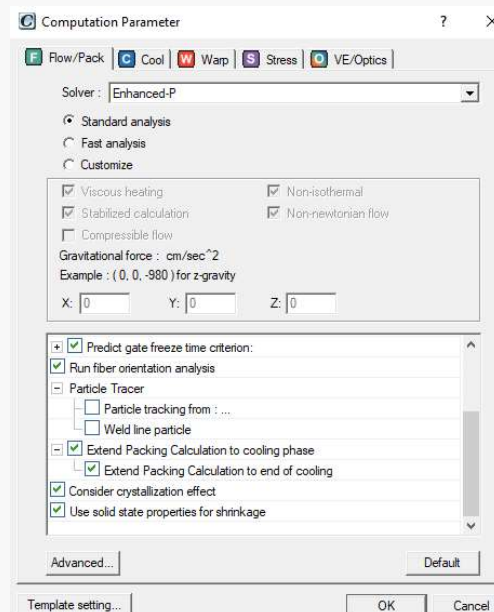 Computation Parameter ? ×
F Flow/Pack C Cool W Warp S Stress O VE/Optics
Solver : Enhanced-P
Standard analysis
Fast analysis
Customize
Viscous heating Non-isothermal
Stabilized calculation Non-newtonian flow
Compressible flow
Gravitational force : cm/sec^2
Example : ( 0, 0, -980 ) for z-gravity
X: 0 Y: 0 Z: 0
Predict gate freeze time criterion:
Run fiber orientation analysis
Particle Tracer
Particle tracking from : ...
Weld line particle
Extend Packing Calculation to cooling phase
Extend Packing Calculation to end of cooling
Consider crystallization effect
Use solid state properties for shrinkage
Advanced... Default
Template setting... OK Cancel